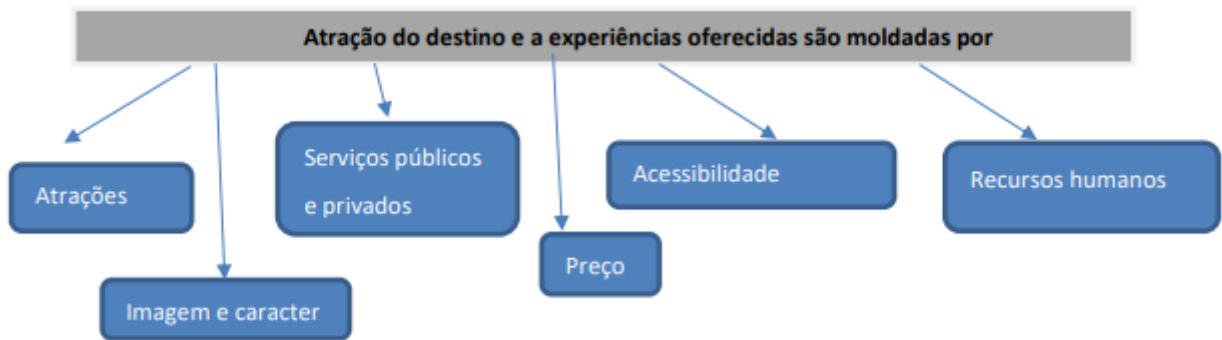 Atração do destino e a experiências oferecidas são moldadas por
Atrações
Imagem e caracter
Serviços públicos
e privados
Preço
Acessibilidade
Recursos humanos